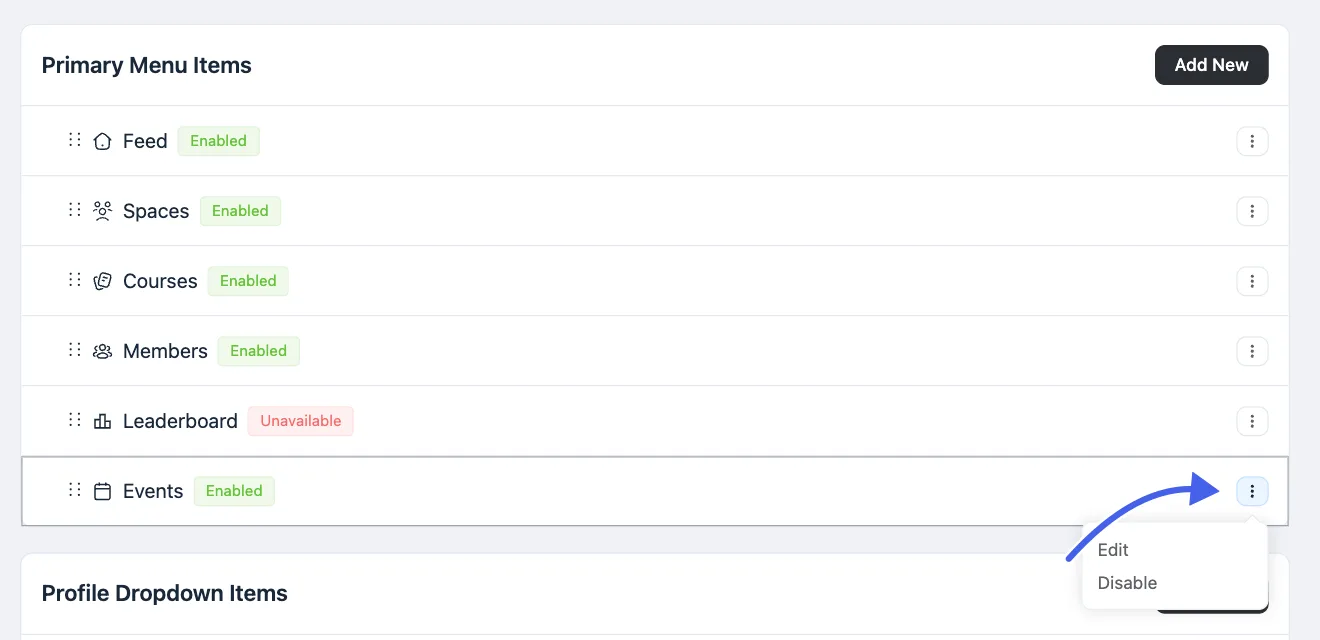 Primary Menu Items
Add New
Feed Enabled
Spaces Enabled
Courses Enabled
Members Enabled
Leaderboard Unavailable
Events Enabled
Edit
Disable
Profile Dropdown Items